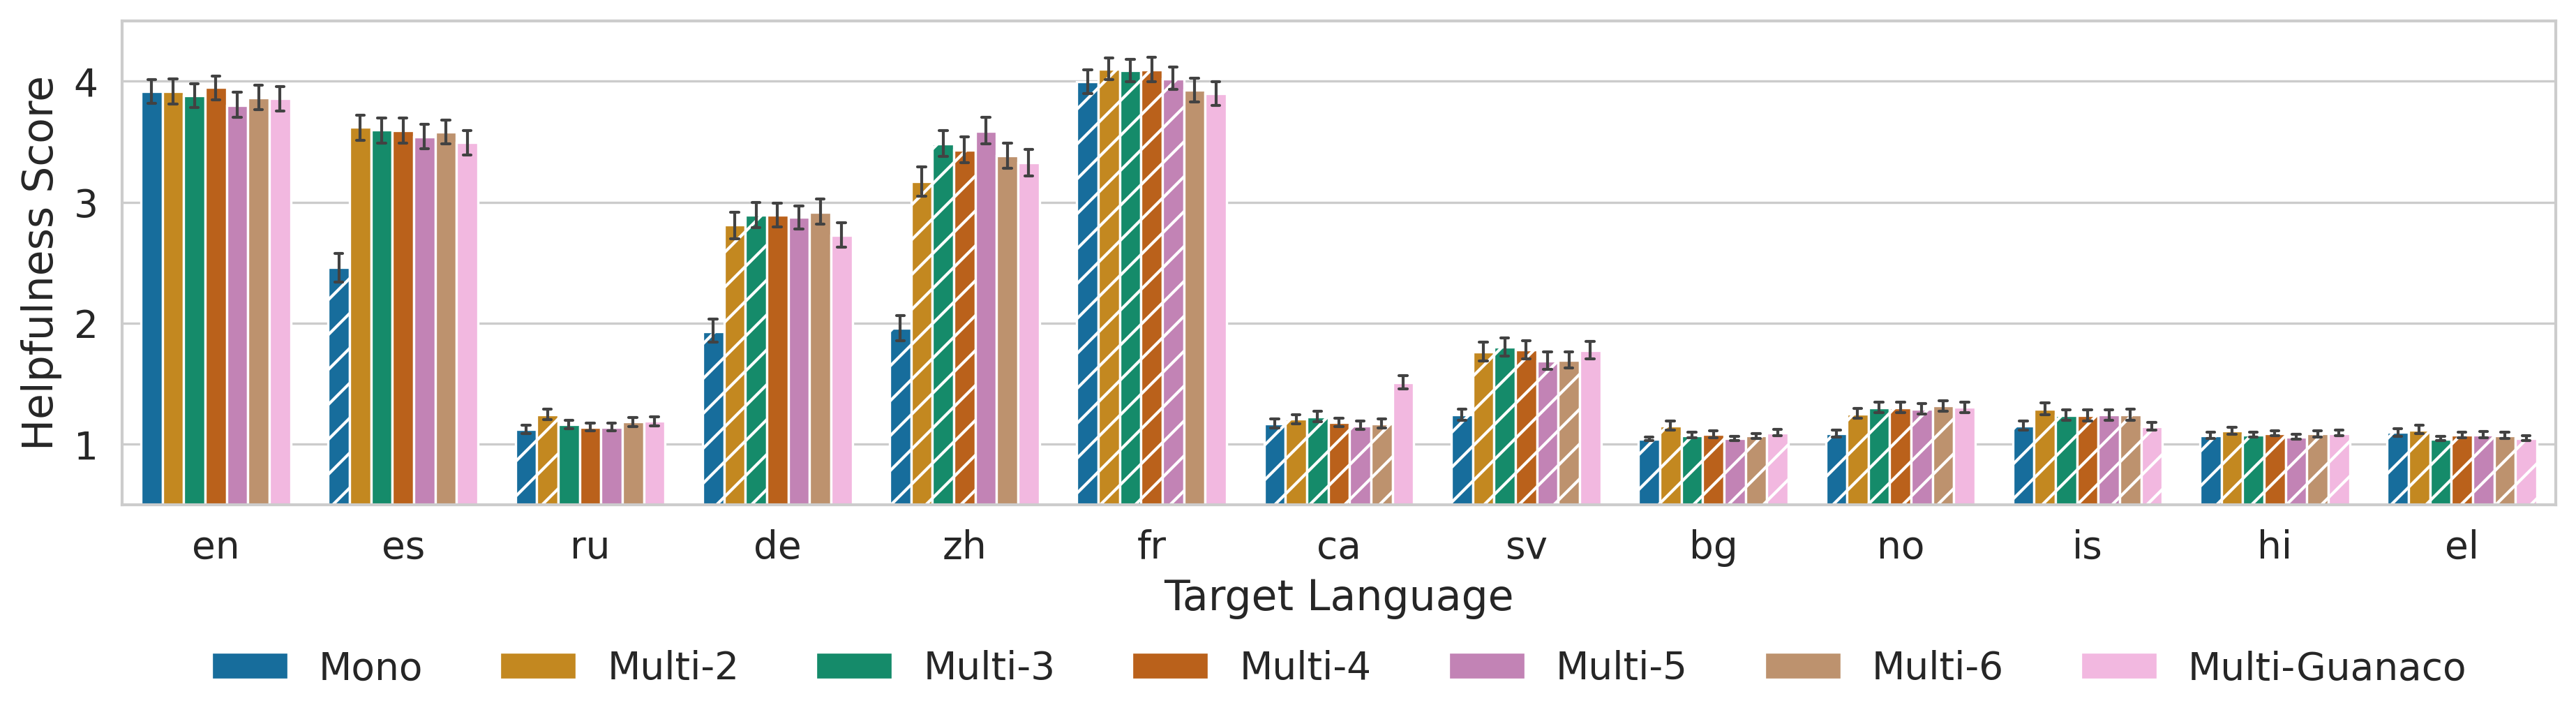 Helpfulness Score
4
3
2
1
en es ru de zh fr ca sv bg no is hi el
Target Language
Mono Multi-2 Multi-3 Multi-4 Multi-5 Multi-6 Multi-Guanaco